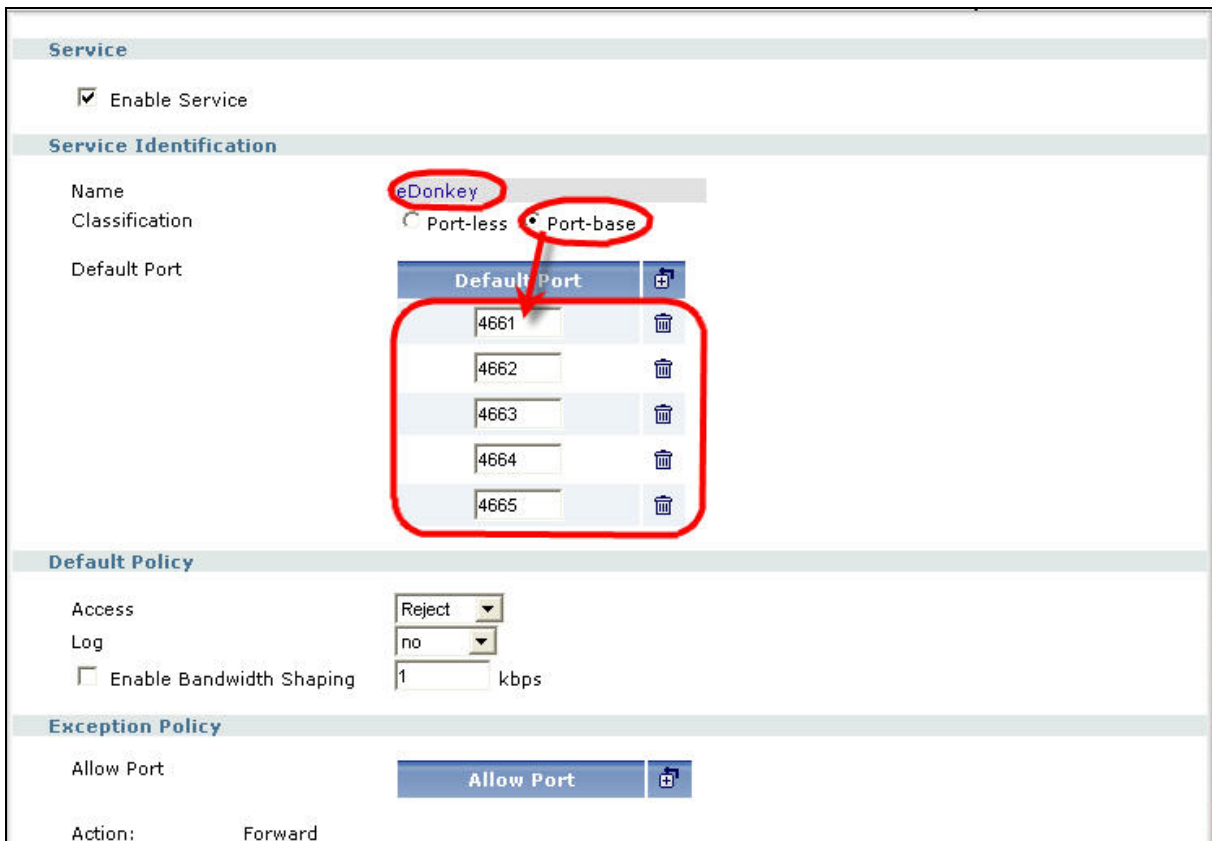 Service
Enable Service
Service Identification
Name eDonkey
Classification Port-less Port-base
Default Port Default Port
4661
4662
4663
4664
4665
Default Policy
Access Reject
Log no
Enable Bandwidth Shaping 1 kbps
Exception Policy
Allow Port Allow Port
Action: Forward